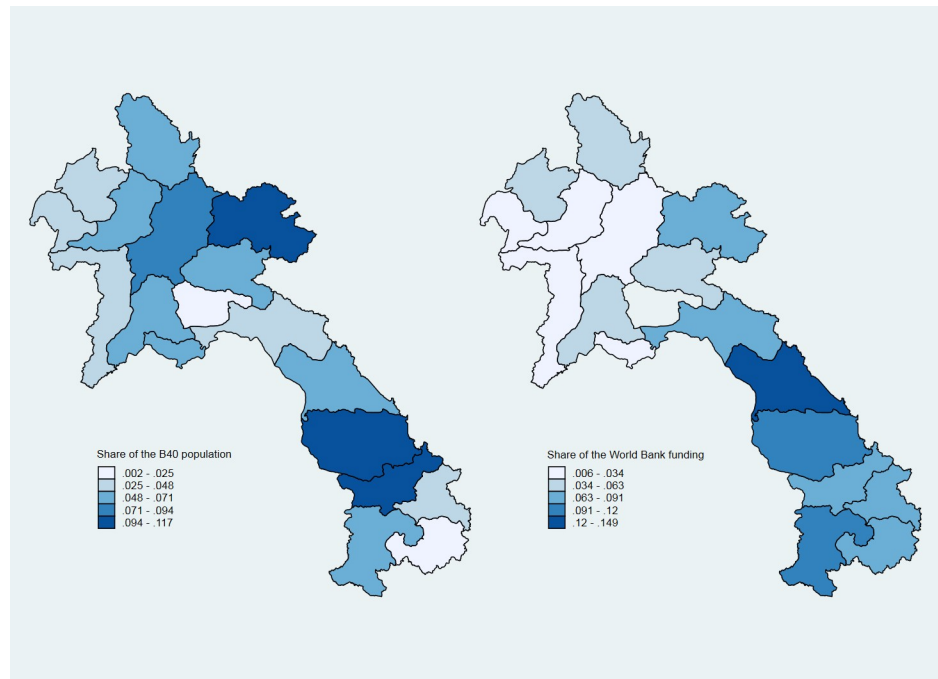 Share of the B40 population
.002 - .025
.025 - .048
.048 - .071
.071 - .094
.094 - .117
Share of the World Bank funding
.006 - .034
.034 - .063
.063 - .091
.091 - .12
.12 - .149